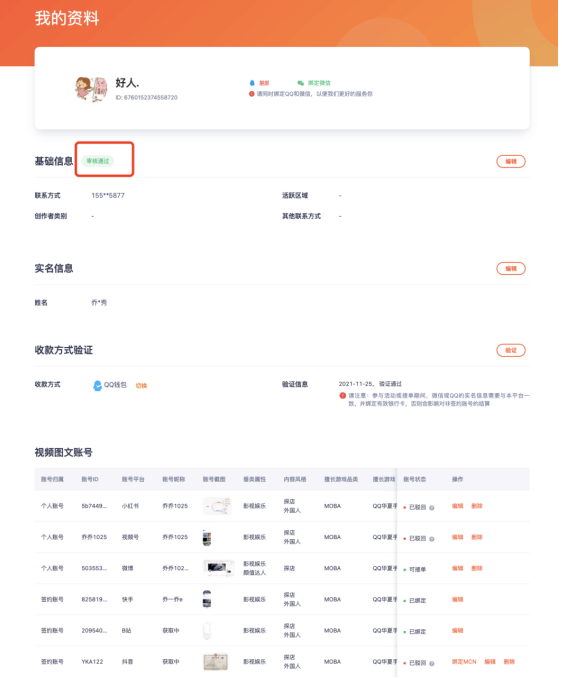 我的资料
好人.
ID: 6760152374558720
换新 绑定微信
请同时绑定QQ和微信，以便我们更好的服务你
基础信息 审核通过 编辑
联系方式 155**5877 活跃区域 -
创作者类别 - 其他联系方式 -
实名信息 编辑
姓名 乔*秀
收款方式验证 验证
收款方式 QQ钱包 切换 验证信息 2021-11-25，验证通过
请注意：参与活动或接单期间，微信或QQ的实名信息需要与本平台一
致，并绑定有效银行卡，否则会影响对非签约账号的结算
视频图文账号
账号归属 账号ID 账号平台 账号昵称 账号截图 垂类属性 内容风格 擅长游戏品类 擅长游戏 账号状态 操作
个人账号 5b7449... 小红书 乔乔1025 影视娱乐 探店 外国人 MOBA QQ华夏手 已驳回 编辑 删除
个人账号 乔乔1025 视频号 乔乔1025 影视娱乐 探店 外国人 MOBA QQ华夏手 已驳回 编辑 删除
个人账号 503553... 微博 乔乔102... 影视娱乐 颜值达人 探店 MOBA QQ华夏手 可接单 编辑 删除
签约账号 825819... 快手 乔一乔e 影视娱乐 探店 外国人 MOBA QQ华夏手 已绑定 编辑
签约账号 209540... B站 获取中 影视娱乐 探店 外国人 MOBA QQ华夏手 已绑定 编辑
签约账号 YKA122 抖音 获取中 影视娱乐 探店 外国人 MOBA QQ华夏手 已驳回 绑定MCN 编辑 删除